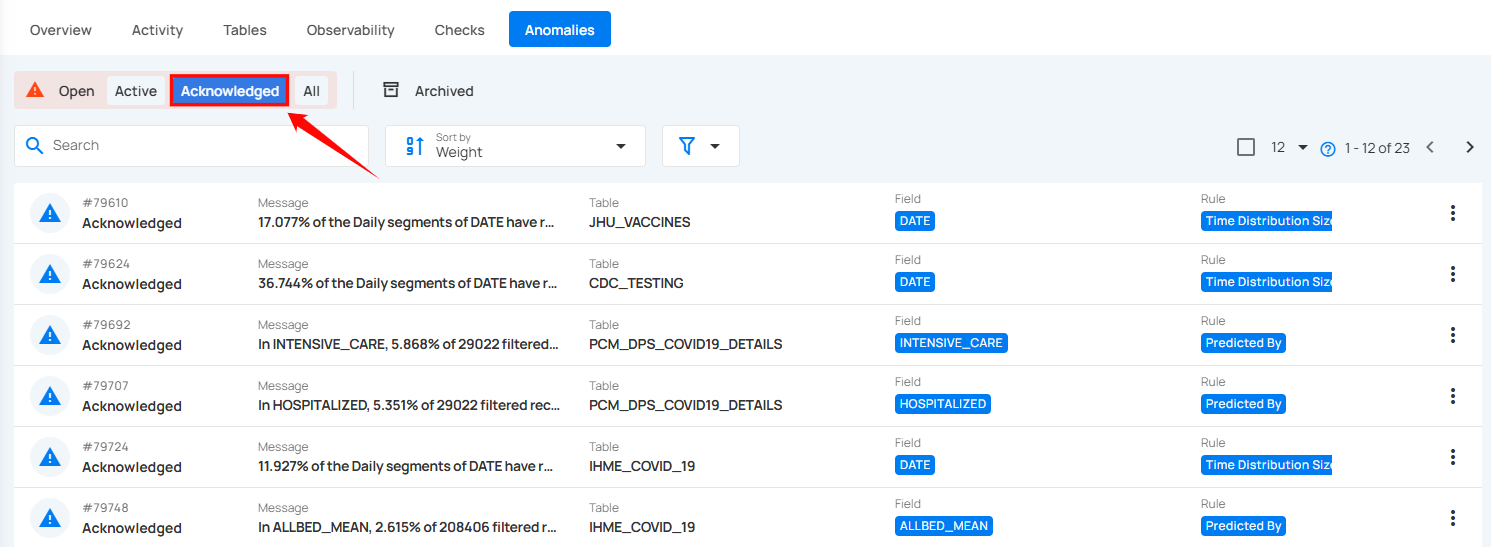 Overview Activity Tables Observability Checks Anomalies
Open Active Acknowledged All Archived
Search
Sort by
Weight
12 1 - 12 of 23
#79610 Message Table Field Rule
Acknowledged 17.077% of the Daily segments of DATE have r... JHU_VACCINES DATE Time Distribution Size
#79624 Message Table Field Rule
Acknowledged 36.744% of the Daily segments of DATE have r... CDC_TESTING DATE Time Distribution Size
#79692 Message Table Field Rule
Acknowledged In INTENSIVE_CARE, 5.868% of 29022 filtered... PCM_DPS_COVID19_DETAILS INTENSIVE_CARE Predicted By
#79707 Message Table Field Rule
Acknowledged In HOSPITALIZED, 5.351% of 29022 filtered rec... PCM_DPS_COVID19_DETAILS HOSPITALIZED Predicted By
#79724 Message Table Field Rule
Acknowledged 11.927% of the Daily segments of DATE have r... IHME_COVID_19 DATE Time Distribution Size
#79748 Message Table Field Rule
Acknowledged In ALLBED_MEAN, 2.615% of 208406 filtered r... IHME_COVID_19 ALLBED_MEAN Predicted By